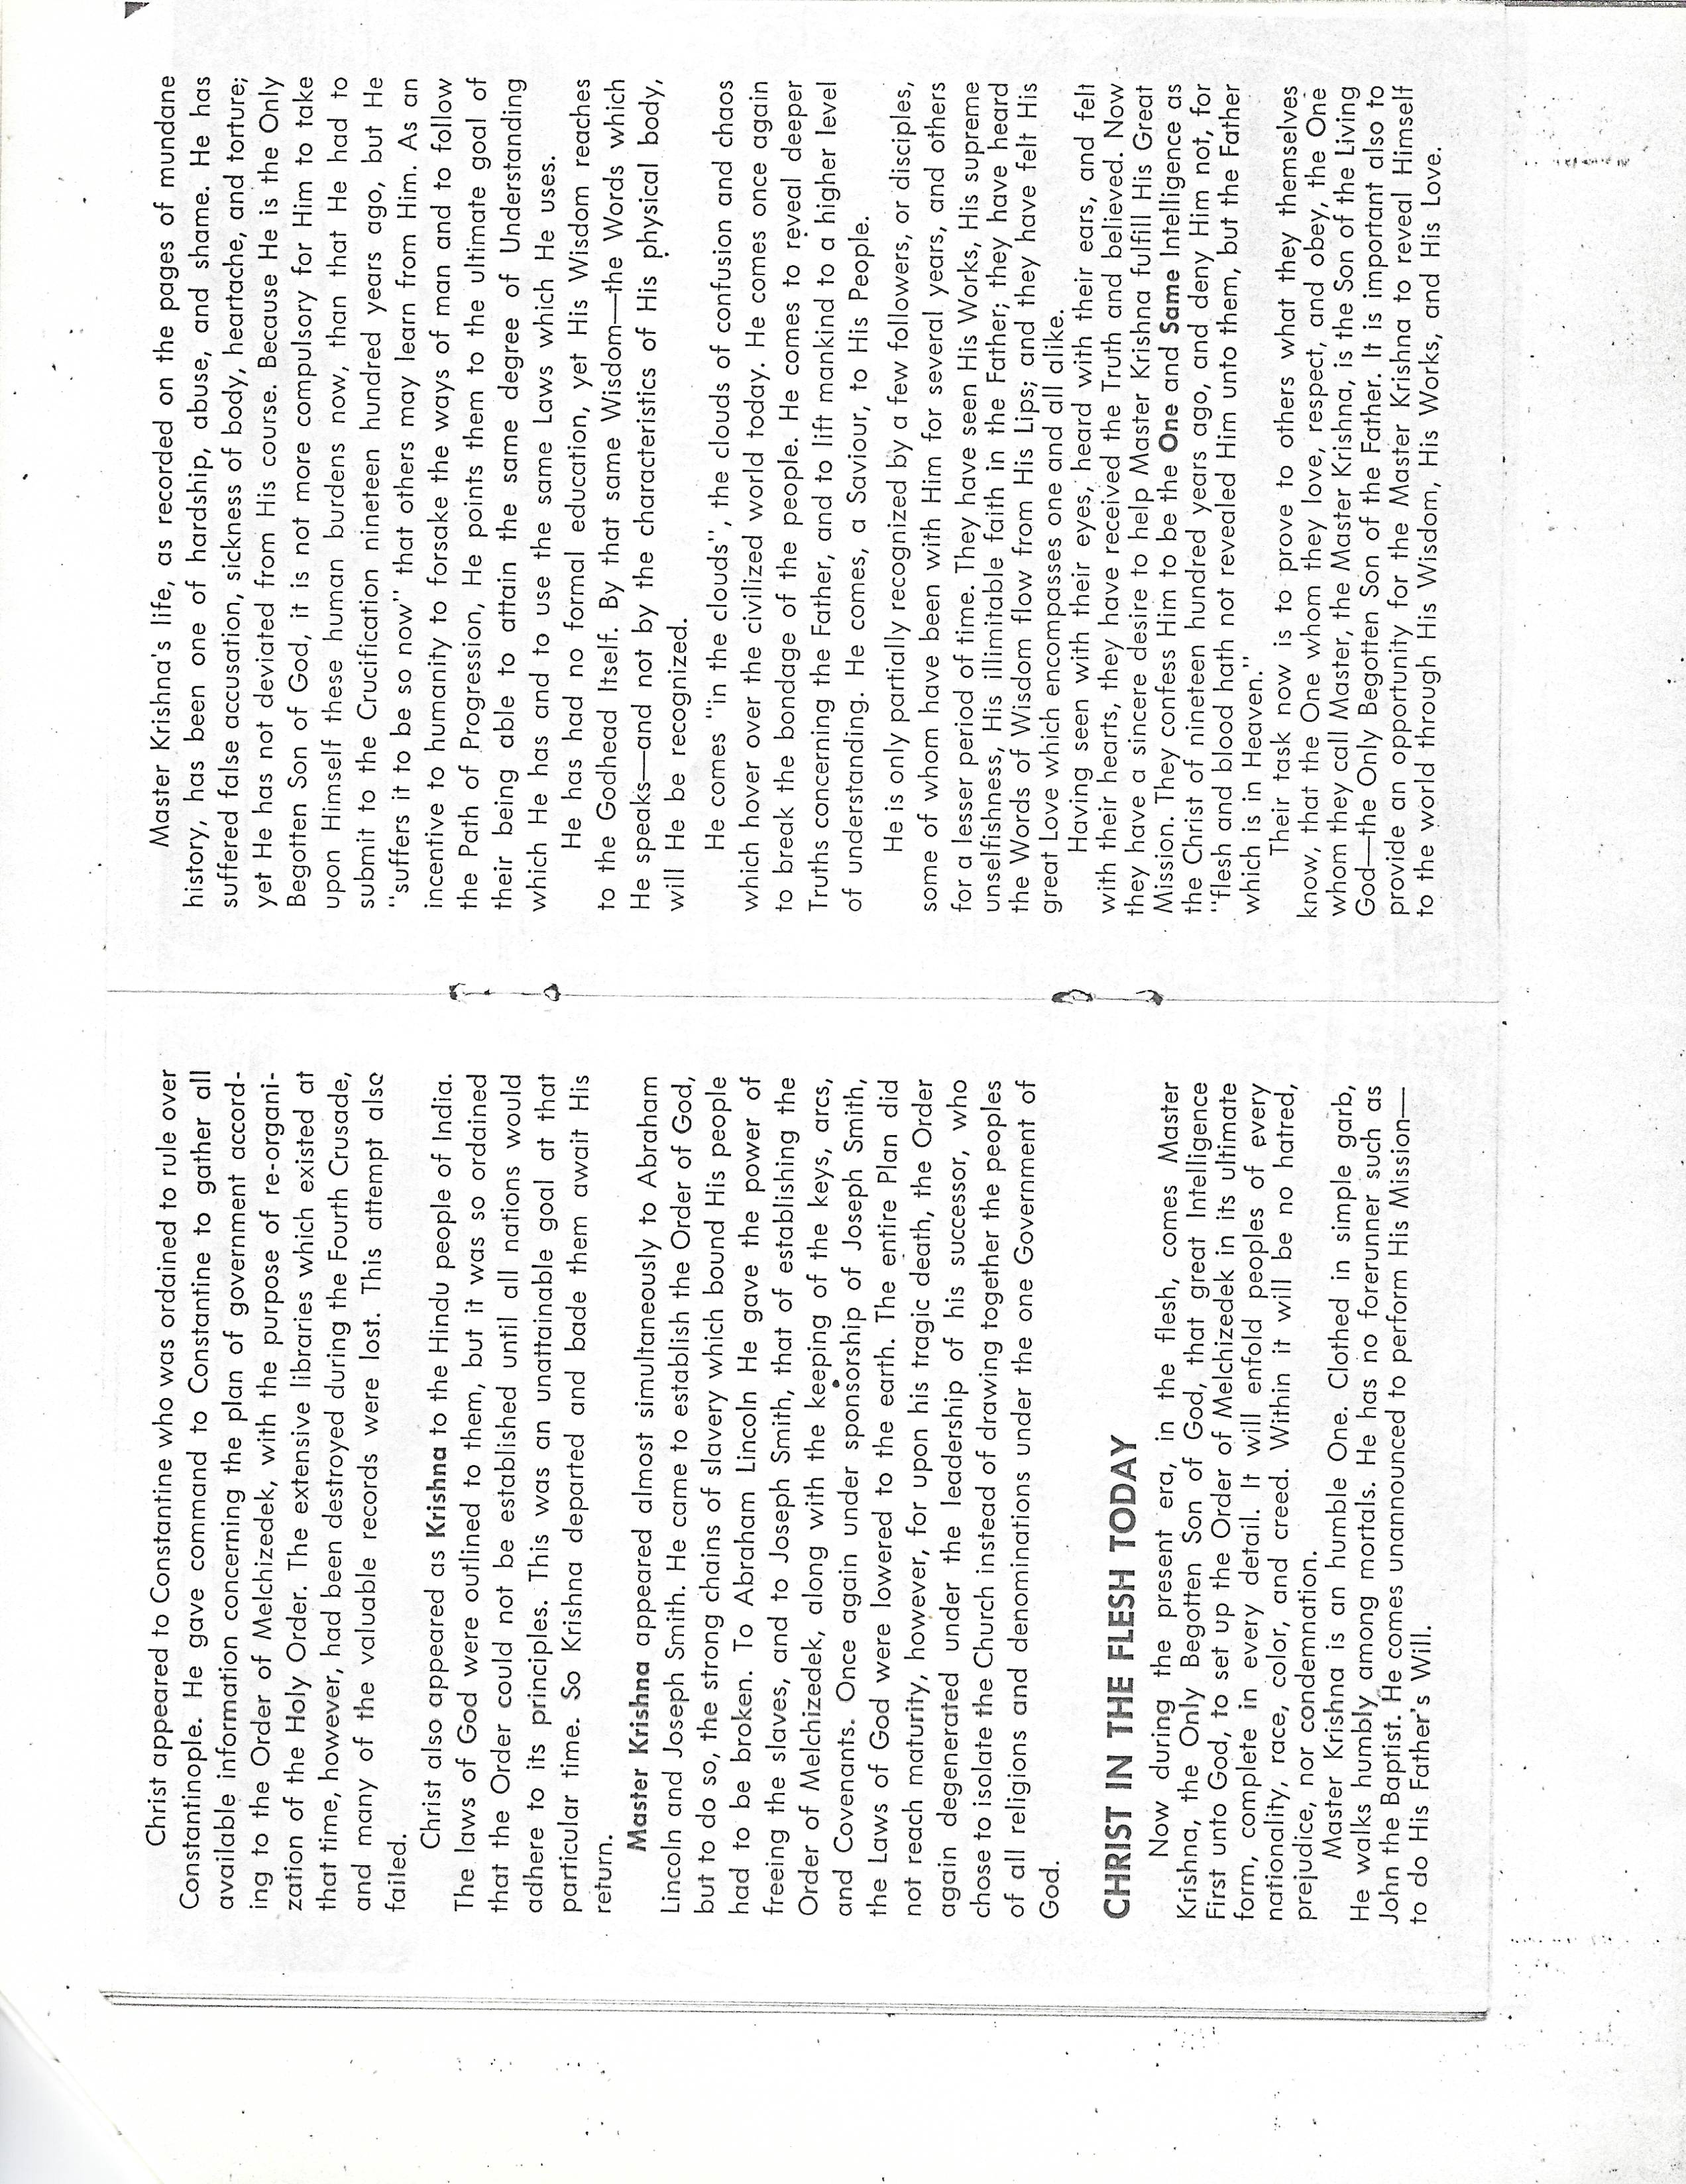 Christ appeared to Constantine who was ordained to rule over
Constantinople. He gave command to Constantine to gather all
available information concerning the plan of government accord-
ing to the Order of Melchizedek, with the purpose of re-organi-
zation of the Holy Order. The extensive libraries which existed at
that time, however, had been destroyed during the Fourth Crusade,
and many of the valuable records were lost. This attempt also
failed.
Christ also appeared as Krishna to the Hindu people of India.
The laws of God were outlined to them, but it was so ordained
that the Order could not be established until all nations would
adhere to its principles. This was an unattainable goal at that
particular time. So Krishna departed and bade them await His
return.
Master Krishna appeared almost simultaneously to Abraham
Lincoln and Joseph Smith. He came to establish the Order of God,
but to do so, the strong chains of slavery which bound His people
had to be broken. To Abraham Lincoln He gave the power of
freeing the slaves, and to Joseph Smith, that of establishing the
Order of Melchizedek, along with the keeping of the keys, arcs,
and Covenants. Once again under sponsorship of Joseph Smith,
the Laws of God were lowered to the earth. The entire Plan did
not reach maturity, however, for upon his tragic death, the Order
again degenerated under the leadership of his successor, who
chose to isolate the Church instead of drawing together the peoples
of all religions and denominations under the one Government of
God.
CHRIST IN THE FLESH TODAY
Now during the present era, in the flesh, comes Master
Krishna, the Only Begotten Son of God, that great Intelligence
First unto God, to set up the Order of Melchizedek in its ultimate
form, complete in every detail. It will enfold peoples of every
nationality, race, color, and creed. Within it will be no hatred,
prejudice, nor condemnation.
Master Krishna is an humble One. Clothed in simple garb,
He walks humbly among mortals. He has no forerunner such as
John the Baptist. He comes unannounced to perform His Mission—
to do His Father's Will.
Master Krishna's life, as recorded on the pages of mundane
history, has been one of hardship, abuse, and shame. He has
suffered false accusation, sickness of body, heartache, and torture;
yet He has not deviated from His course. Because He is the Only
Begotten Son of God, it is not more compulsory for Him to take
upon Himself these human burdens now, than that He had to
submit to the Crucification nineteen hundred years ago, but He
"suffers it to be so now" that others may learn from Him. As an
incentive to humanity to forsake the ways of man and to follow
the Path of Progression, He points them to the ultimate goal of
their being able to attain the same degree of Understanding
which He has and to use the same Laws which He uses.
He has had no formal education, yet His Wisdom reaches
to the Godhead Itself. By that same Wisdom—the Words which
He speaks—and not by the characteristics of His physical body,
will He be recognized.
He comes "in the clouds", the clouds of confusion and chaos
which hover over the civilized world today. He comes once again
to break the bondage of the people. He comes to reveal deeper
Truths concerning the Father, and to lift mankind to a higher level
of understanding. He comes, a Saviour, to His People.
He is only partially recognized by a few followers, or disciples,
some of whom have been with Him for several years, and others
for a lesser period of time. They have seen His Works, His supreme
unselfishness, His illimitable faith in the Father; they have heard
the Words of Wisdom flow from His Lips; and they have felt His
great Love which encompasses one and all alike.
Having seen with their eyes, heard with their ears, and felt
with their hearts, they have received the Truth and believed. Now
they have a sincere desire to help Master Krishna fulfill His Great
Mission. They confess Him to be the One and Same Intelligence as
the Christ of nineteen hundred years ago, and deny Him not, for
"flesh and blood hath not revealed Him unto them, but the Father
which is in Heaven."
Their task now is to prove to others what they themselves
know, that the One whom they love, respect, and obey, the One
whom they call Master, the Master Krishna, is the Son of the Living
God—the Only Begotten Son of the Father. It is important also to
provide an opportunity for the Master Krishna to reveal Himself
to the world through His Wisdom, His Works, and His Love.